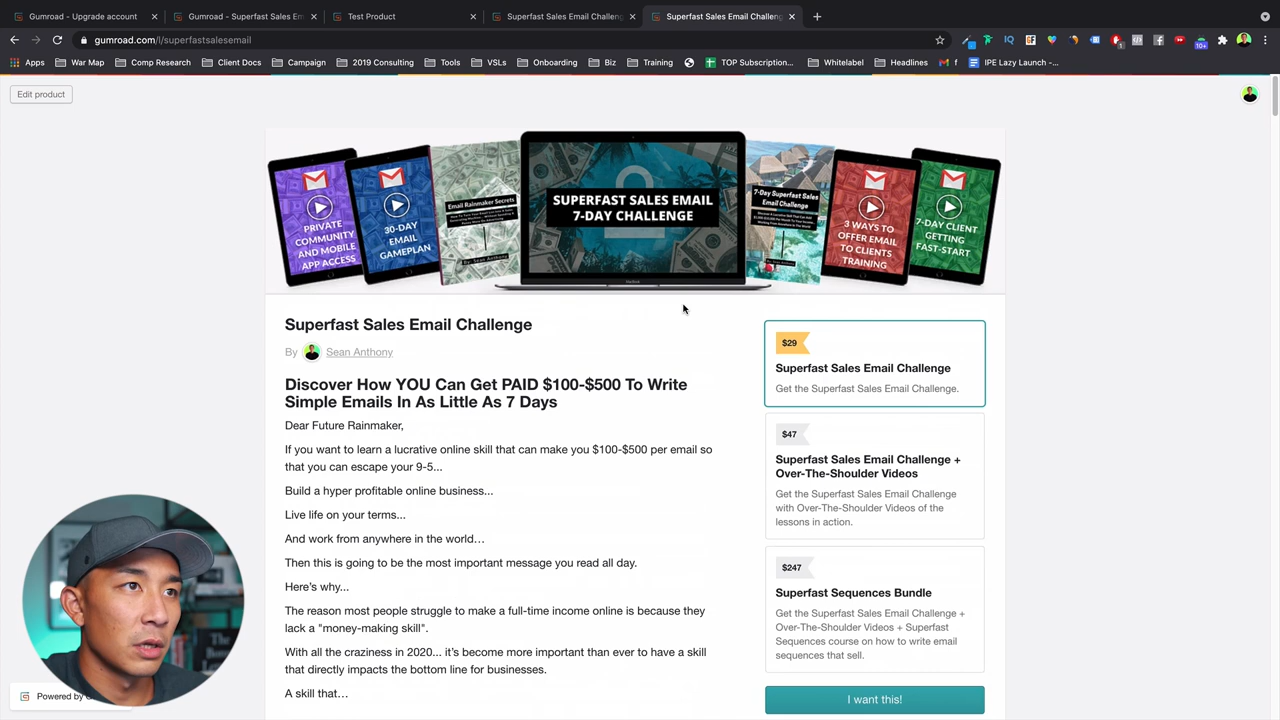 Gumroad - Upgrade account
Gumroad - Superfast Sales Em
Test Product
Superfast Sales Email Challeng
Superfast Sales Email Challeng
gumroad.com/l/superfastsalesemail
Apps
War Map
Comp Research
Client Docs
Campaign
2019 Consulting
Tools
VSLs
Onboarding
Biz
Training
TOP Subscription...
Whitelabel
Headlines
f
IPE Lazy Launch -...
Edit product
PRIVATE COMMUNITY AND MOBILE APP ACCESS
30-DAY EMAIL GAMEPLAN
Email Rainmaker Secrets
By: Sean Anthony
SUPERFAST SALES EMAIL
7-DAY CHALLENGE
7-Day Superfast Sales Email Challenge
3 WAYS TO OFFER EMAIL TO CLIENTS TRAINING
7-DAY CLIENT GETTING FAST-START
Superfast Sales Email Challenge
By Sean Anthony
Discover How YOU Can Get PAID $100-$500 To Write
Simple Emails In As Little As 7 Days
Dear Future Rainmaker,
If you want to learn a lucrative online skill that can make you $100-$500 per email so
that you can escape your 9-5...
Build a hyper profitable online business...
Live life on your terms...
And work from anywhere in the world…
Then this is going to be the most important message you read all day.
Here's why...
The reason most people struggle to make a full-time income online is because they
lack a "money-making skill".
With all the craziness in 2020... it's become more important than ever to have a skill
that directly impacts the bottom line for businesses.
A skill that…
$29
Superfast Sales Email Challenge
Get the Superfast Sales Email Challenge.
$47
Superfast Sales Email Challenge +
Over-The-Shoulder Videos
Get the Superfast Sales Email Challenge
with Over-The-Shoulder Videos of the
lessons in action.
$247
Superfast Sequences Bundle
Get the Superfast Sales Email Challenge +
Over-The-Shoulder Videos + Superfast
Sequences course on how to write email
sequences that sell.
I want this!
Powered by